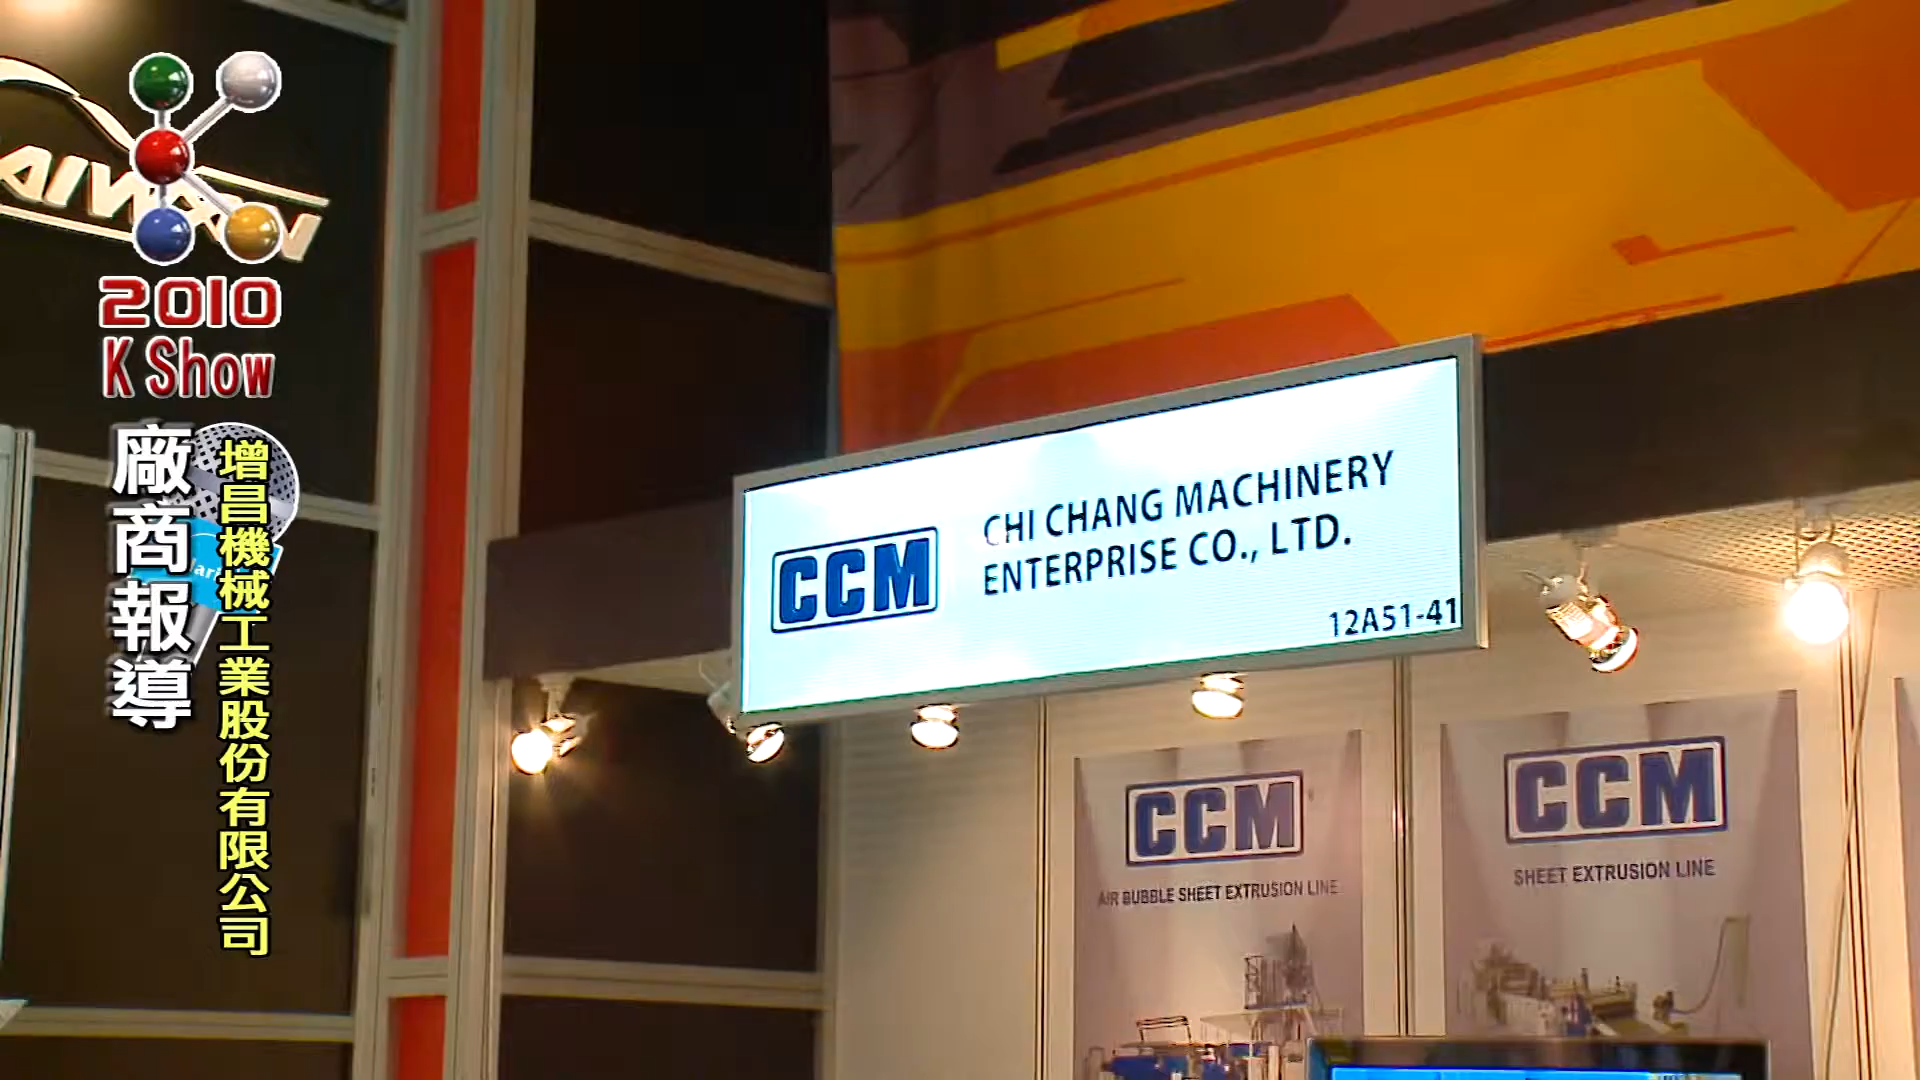 2010
K Show
廠商報導
增昌機械工業股份有限公司
CCM
CHI CHANG MACHINERY
ENTERPRISE CO., LTD.
12A51-41
CCM
AIR BUBBLE SHEET EXTRUSION LINE
CCM
SHEET EXTRUSION LINE